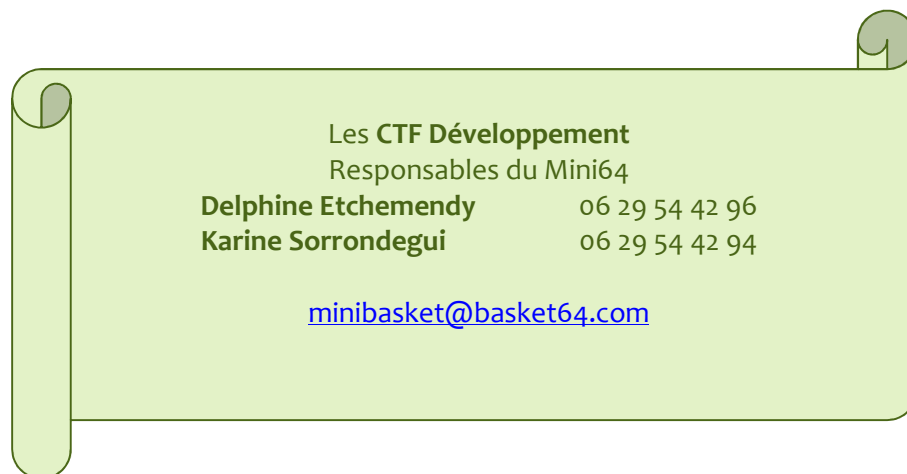 Les CTF Développement
Responsables du Mini64
Delphine Etchemendy 06 29 54 42 96
Karine Sorrondegui 06 29 54 42 94
minibasket@basket64.com